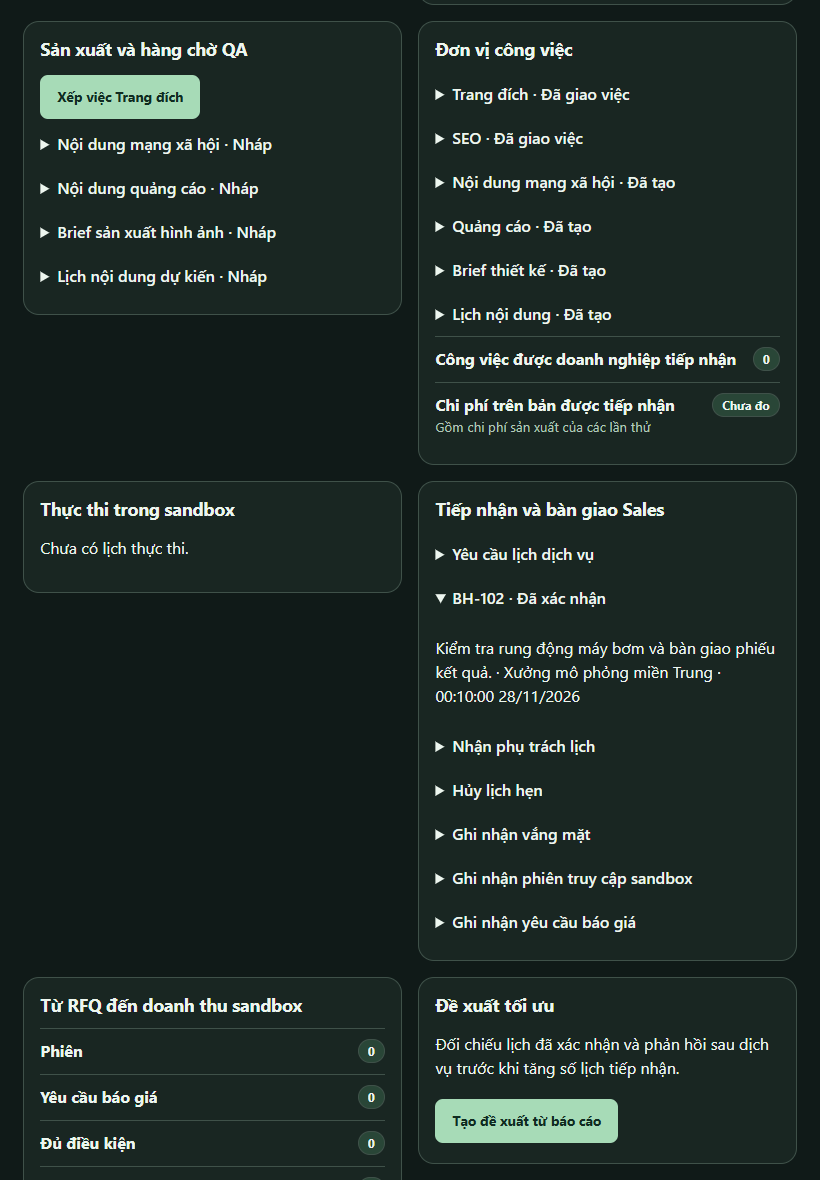 Sản xuất và hàng chờ QA
Xếp việc Trang đích
Nội dung mạng xã hội · Nháp
Nội dung quảng cáo · Nháp
Brief sản xuất hình ảnh · Nháp
Lịch nội dung dự kiến · Nháp
Đơn vị công việc
Trang đích · Đã giao việc
SEO · Đã giao việc
Nội dung mạng xã hội · Đã tạo
Quảng cáo · Đã tạo
Brief thiết kế · Đã tạo
Lịch nội dung · Đã tạo
Công việc được doanh nghiệp tiếp nhận 0
Chi phí trên bản được tiếp nhận Chưa đo
Gồm chi phí sản xuất của các lần thử
Thực thi trong sandbox
Chưa có lịch thực thi.
Tiếp nhận và bàn giao Sales
Yêu cầu lịch dịch vụ
BH-102 · Đã xác nhận
Kiểm tra rung động máy bơm và bàn giao phiếu
kết quả. · Xưởng mô phỏng miền Trung ·
00:10:00 28/11/2026
Nhận phụ trách lịch
Hủy lịch hẹn
Ghi nhận vắng mặt
Ghi nhận phiên truy cập sandbox
Ghi nhận yêu cầu báo giá
Từ RFQ đến doanh thu sandbox
Phiên 0
Yêu cầu báo giá 0
Đủ điều kiện 0
Đề xuất tối ưu
Đối chiếu lịch đã xác nhận và phản hồi sau dịch
vụ trước khi tăng số lịch tiếp nhận.
Tạo đề xuất từ báo cáo